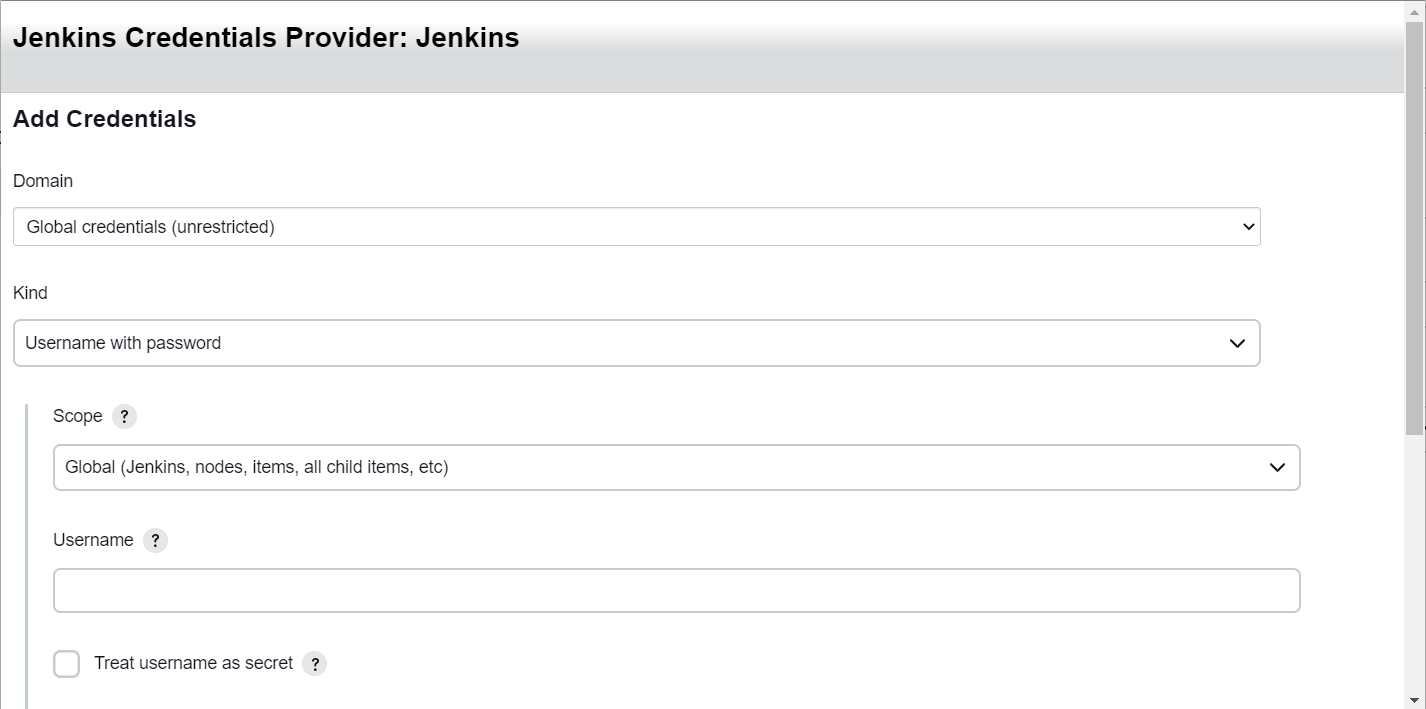 Jenkins Credentials Provider: Jenkins
Add Credentials
Domain
Global credentials (unrestricted)
Kind
Username with password
Scope ?
Global (Jenkins, nodes, items, all child items, etc)
Username ?
Treat username as secret ?